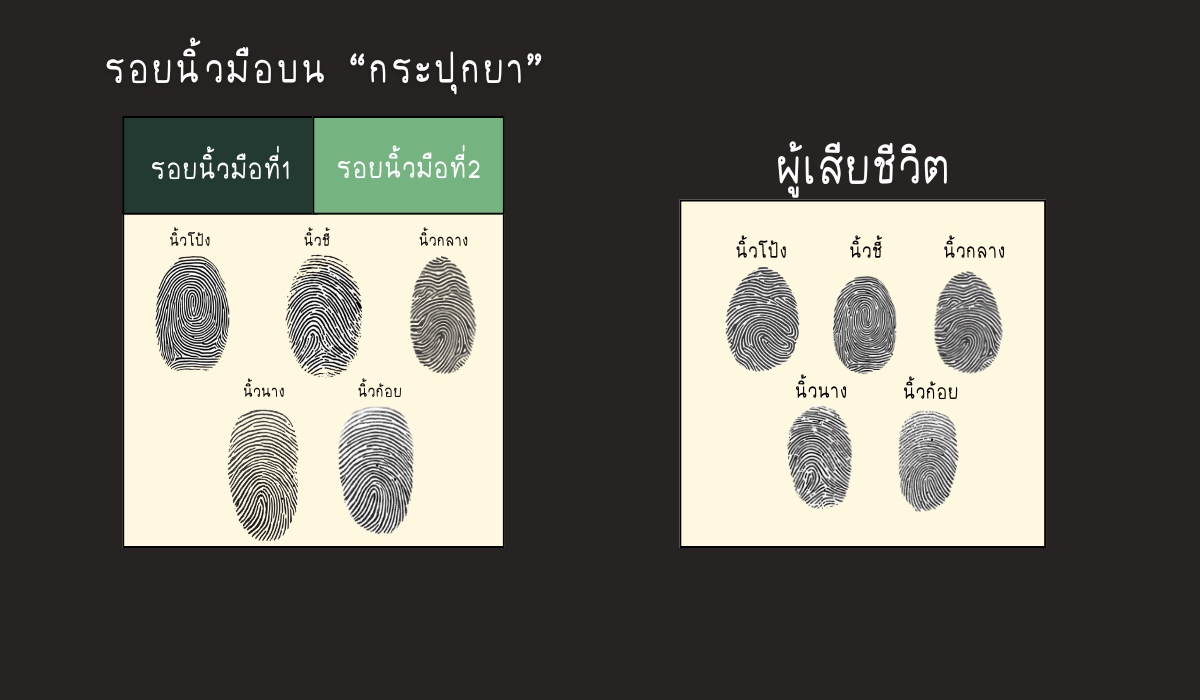 รอยนิ้วมือบน “กระปุกยา”
รอยนิ้วมือที่1 รอยนิ้วมือที่2
นิ้วโป้ง นิ้วชี้ นิ้วกลาง
นิ้วนาง นิ้วก้อย
ผู้เสียชีวิต
นิ้วโป้ง นิ้วชี้ นิ้วกลาง
นิ้วนาง นิ้วก้อย